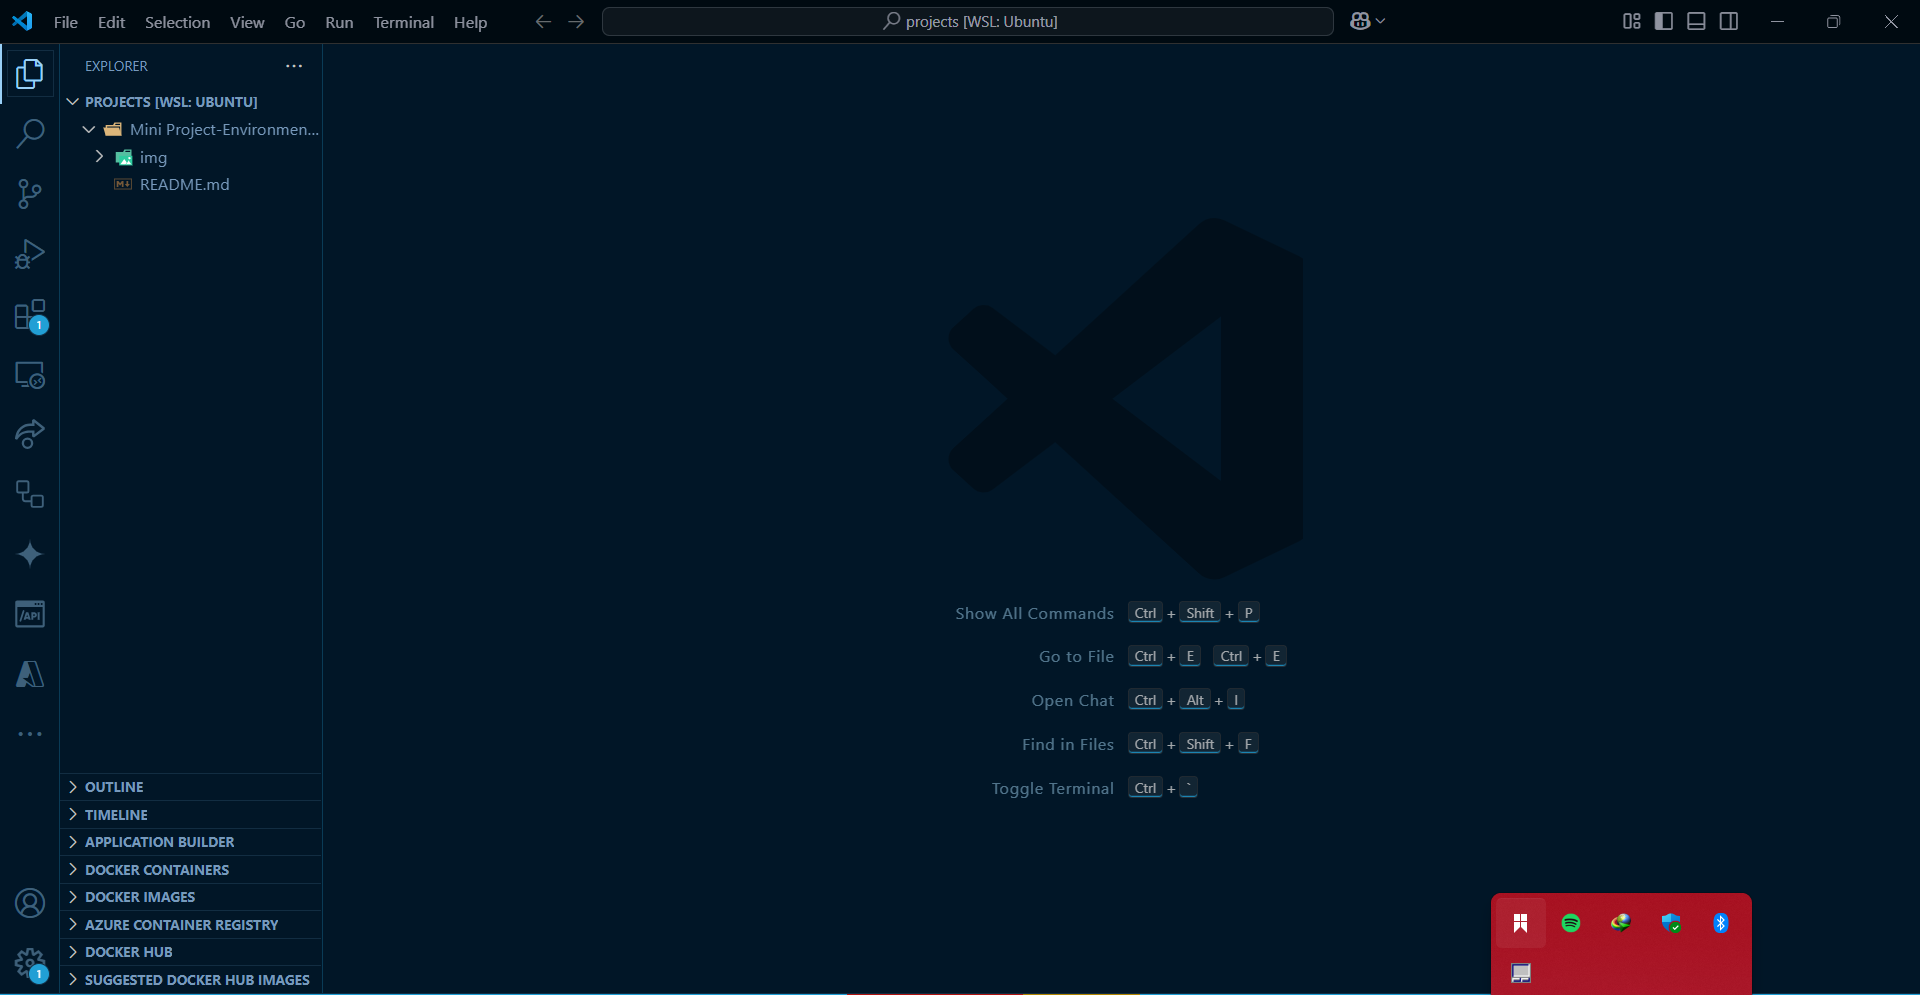 File Edit Selection View Go Run Terminal Help
projects [WSL: Ubuntu]
EXPLORER
PROJECTS [WSL: UBUNTU]
Mini Project-Environmen...
img
README.md
1
/API
OUTLINE
TIMELINE
APPLICATION BUILDER
DOCKER CONTAINERS
DOCKER IMAGES
AZURE CONTAINER REGISTRY
DOCKER HUB
SUGGESTED DOCKER HUB IMAGES
1
Show All Commands Ctrl + Shift + P
Go to File Ctrl + E Ctrl + E
Open Chat Ctrl + Alt + I
Find in Files Ctrl + Shift + F
Toggle Terminal Ctrl + `